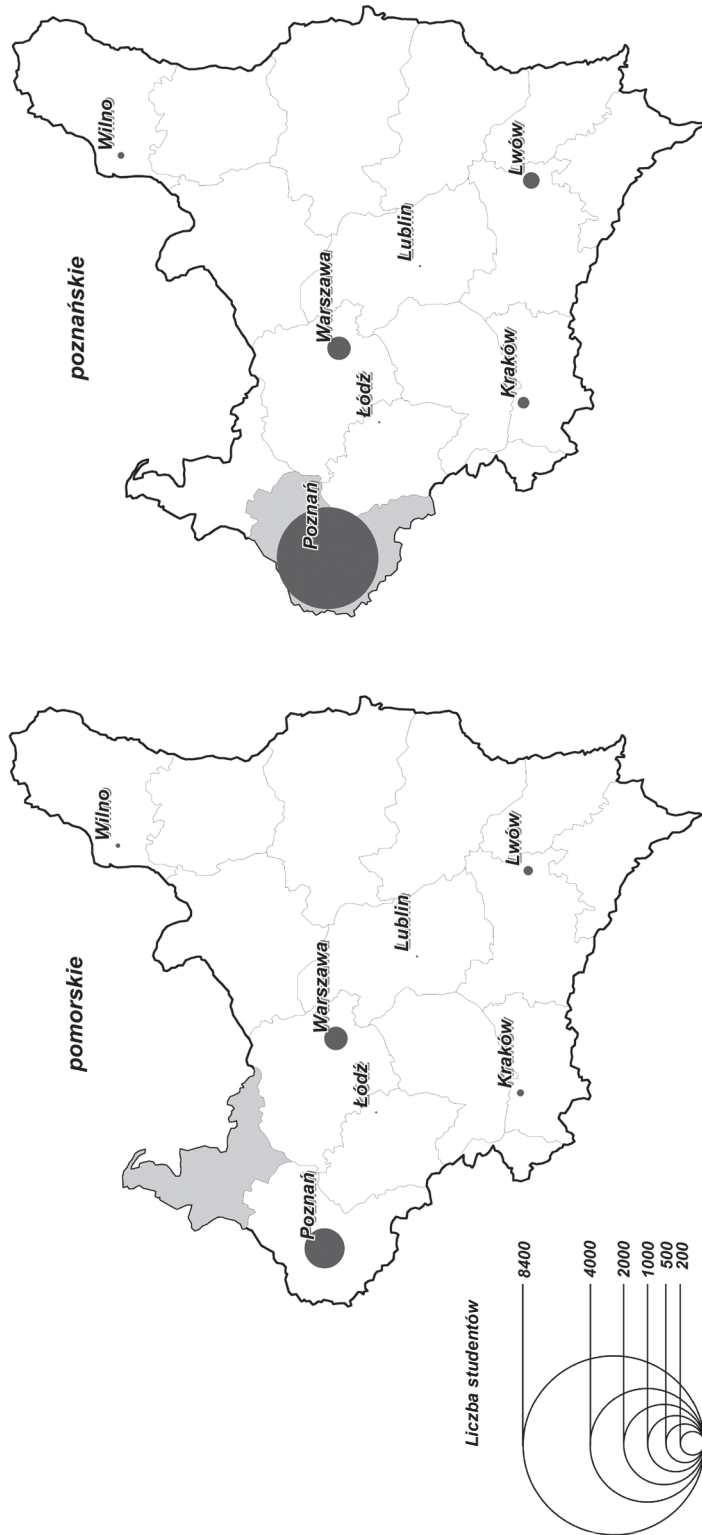 pomorskie
Wilno
Poznań
Warszawa
Łódź
Lublin
Kraków
Lwów
poznańskie
Wilno
Poznań
Warszawa
Łódź
Lublin
Kraków
Lwów
Liczba studentów
8400
4000
2000
1000
500
200